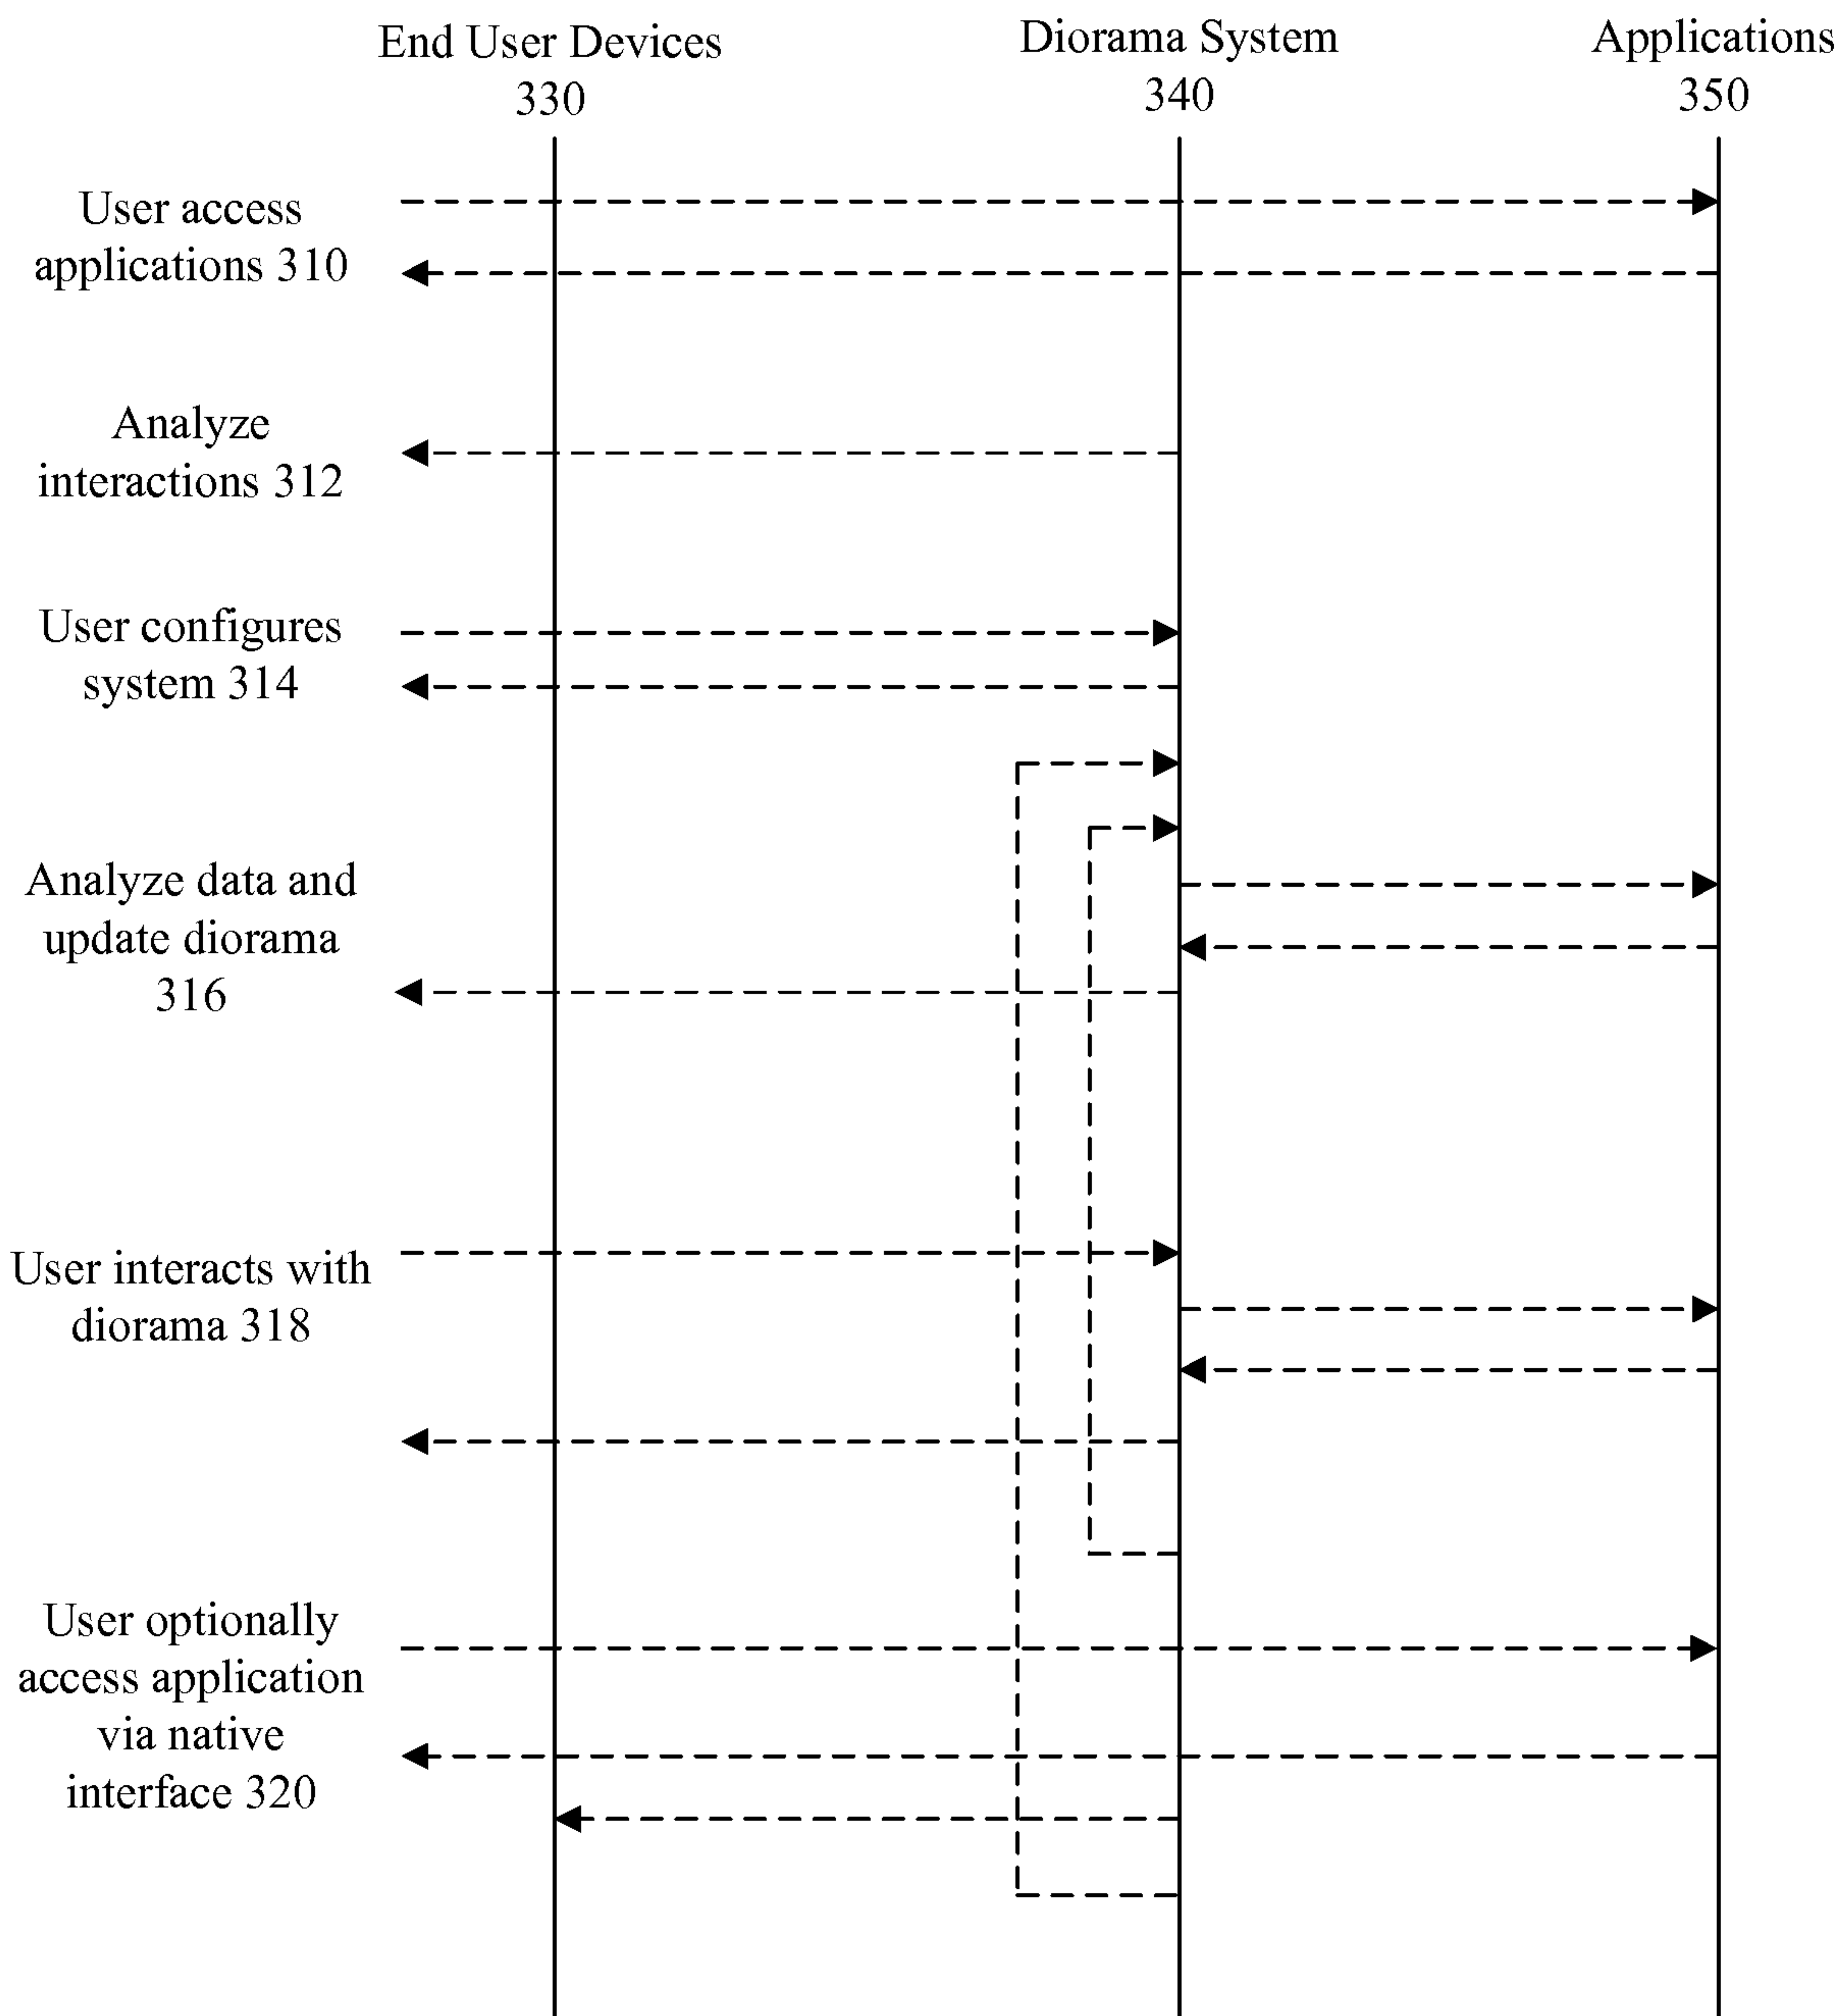 End User Devices
330
Diorama System
340
Applications
350
User access
applications 310
Analyze
interactions 312
User configures
system 314
Analyze data and
update diorama
316
User interacts with
diorama 318
User optionally
access application
via native
interface 320